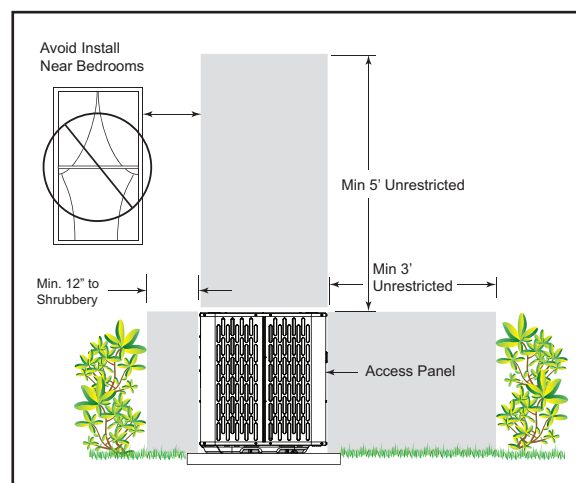 Avoid Install
Near Bedrooms
Min 5’ Unrestricted
Min. 12” to
Shrubbery
Min 3’
Unrestricted
Access Panel